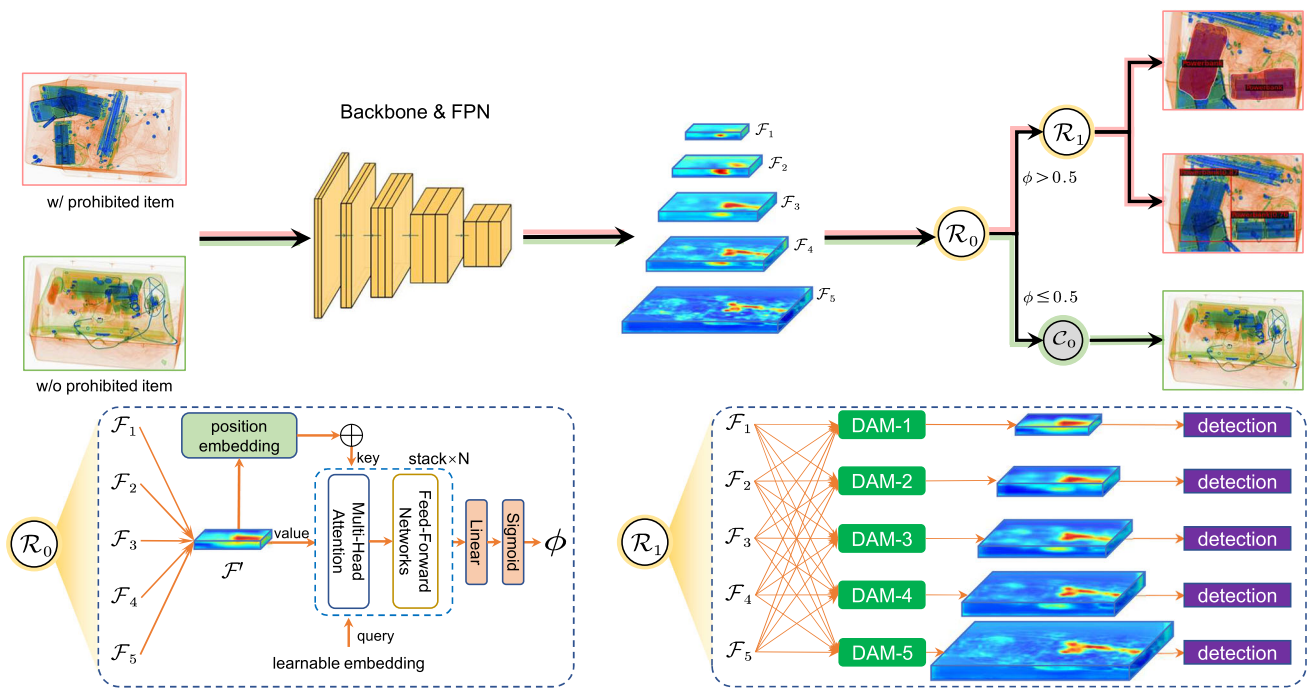 Backbone & FPN
w/ prohibited item
w/o prohibited item
ℱ₁
ℱ₂
ℱ₃
ℱ₄
ℱ₅
ℛ₀
ϕ > 0.5
ϕ ≤ 0.5
ℛ₁
𝒞₀
Powerbank
Powerbank
ℛ₀
ℱ₁
ℱ₂
ℱ₃
ℱ₄
ℱ₅
position
embedding
ℱ′
value
key
stack×N
Multi-Head
Attention
Feed-Forward
Networks
Linear
Sigmoid
ϕ
query
learnable embedding
ℛ₁
ℱ₁
ℱ₂
ℱ₃
ℱ₄
ℱ₅
DAM-1
DAM-2
DAM-3
DAM-4
DAM-5
detection
detection
detection
detection
detection